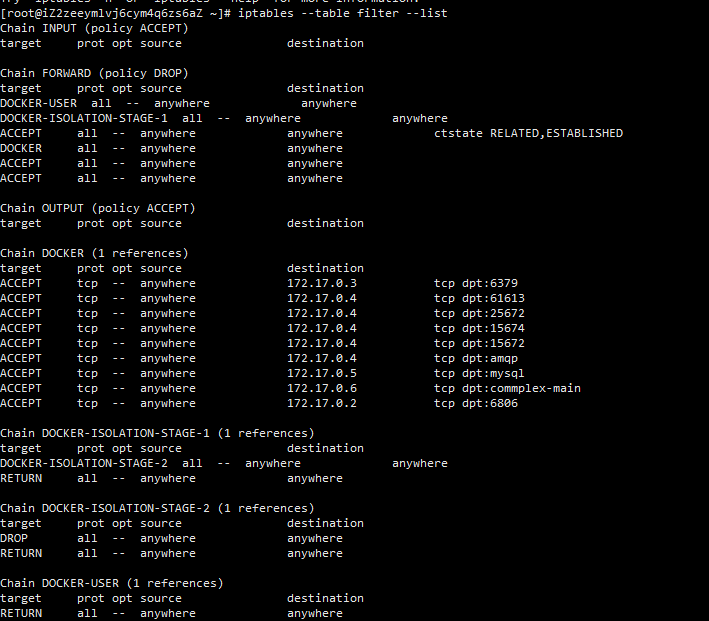 [root@iZ2zeeymlvj6cym4q6zs6aZ ~]# iptables --table filter --list
Chain INPUT (policy ACCEPT)
target     prot opt source               destination

Chain FORWARD (policy DROP)
target     prot opt source               destination
DOCKER-USER  all  --  anywhere             anywhere
DOCKER-ISOLATION-STAGE-1  all  --  anywhere             anywhere
ACCEPT     all  --  anywhere             anywhere             ctstate RELATED,ESTABLISHED
DOCKER     all  --  anywhere             anywhere
ACCEPT     all  --  anywhere             anywhere
ACCEPT     all  --  anywhere             anywhere

Chain OUTPUT (policy ACCEPT)
target     prot opt source               destination

Chain DOCKER (1 references)
target     prot opt source               destination
ACCEPT     tcp  --  anywhere             172.17.0.3           tcp dpt:6379
ACCEPT     tcp  --  anywhere             172.17.0.4           tcp dpt:61613
ACCEPT     tcp  --  anywhere             172.17.0.4           tcp dpt:25672
ACCEPT     tcp  --  anywhere             172.17.0.4           tcp dpt:15674
ACCEPT     tcp  --  anywhere             172.17.0.4           tcp dpt:15672
ACCEPT     tcp  --  anywhere             172.17.0.4           tcp dpt:amqp
ACCEPT     tcp  --  anywhere             172.17.0.5           tcp dpt:mysql
ACCEPT     tcp  --  anywhere             172.17.0.6           tcp dpt:commplex-main
ACCEPT     tcp  --  anywhere             172.17.0.2           tcp dpt:6806

Chain DOCKER-ISOLATION-STAGE-1 (1 references)
target     prot opt source               destination
DOCKER-ISOLATION-STAGE-2  all  --  anywhere             anywhere
RETURN     all  --  anywhere             anywhere

Chain DOCKER-ISOLATION-STAGE-2 (1 references)
target     prot opt source               destination
DROP       all  --  anywhere             anywhere
RETURN     all  --  anywhere             anywhere

Chain DOCKER-USER (1 references)
target     prot opt source               destination
RETURN     all  --  anywhere             anywhere